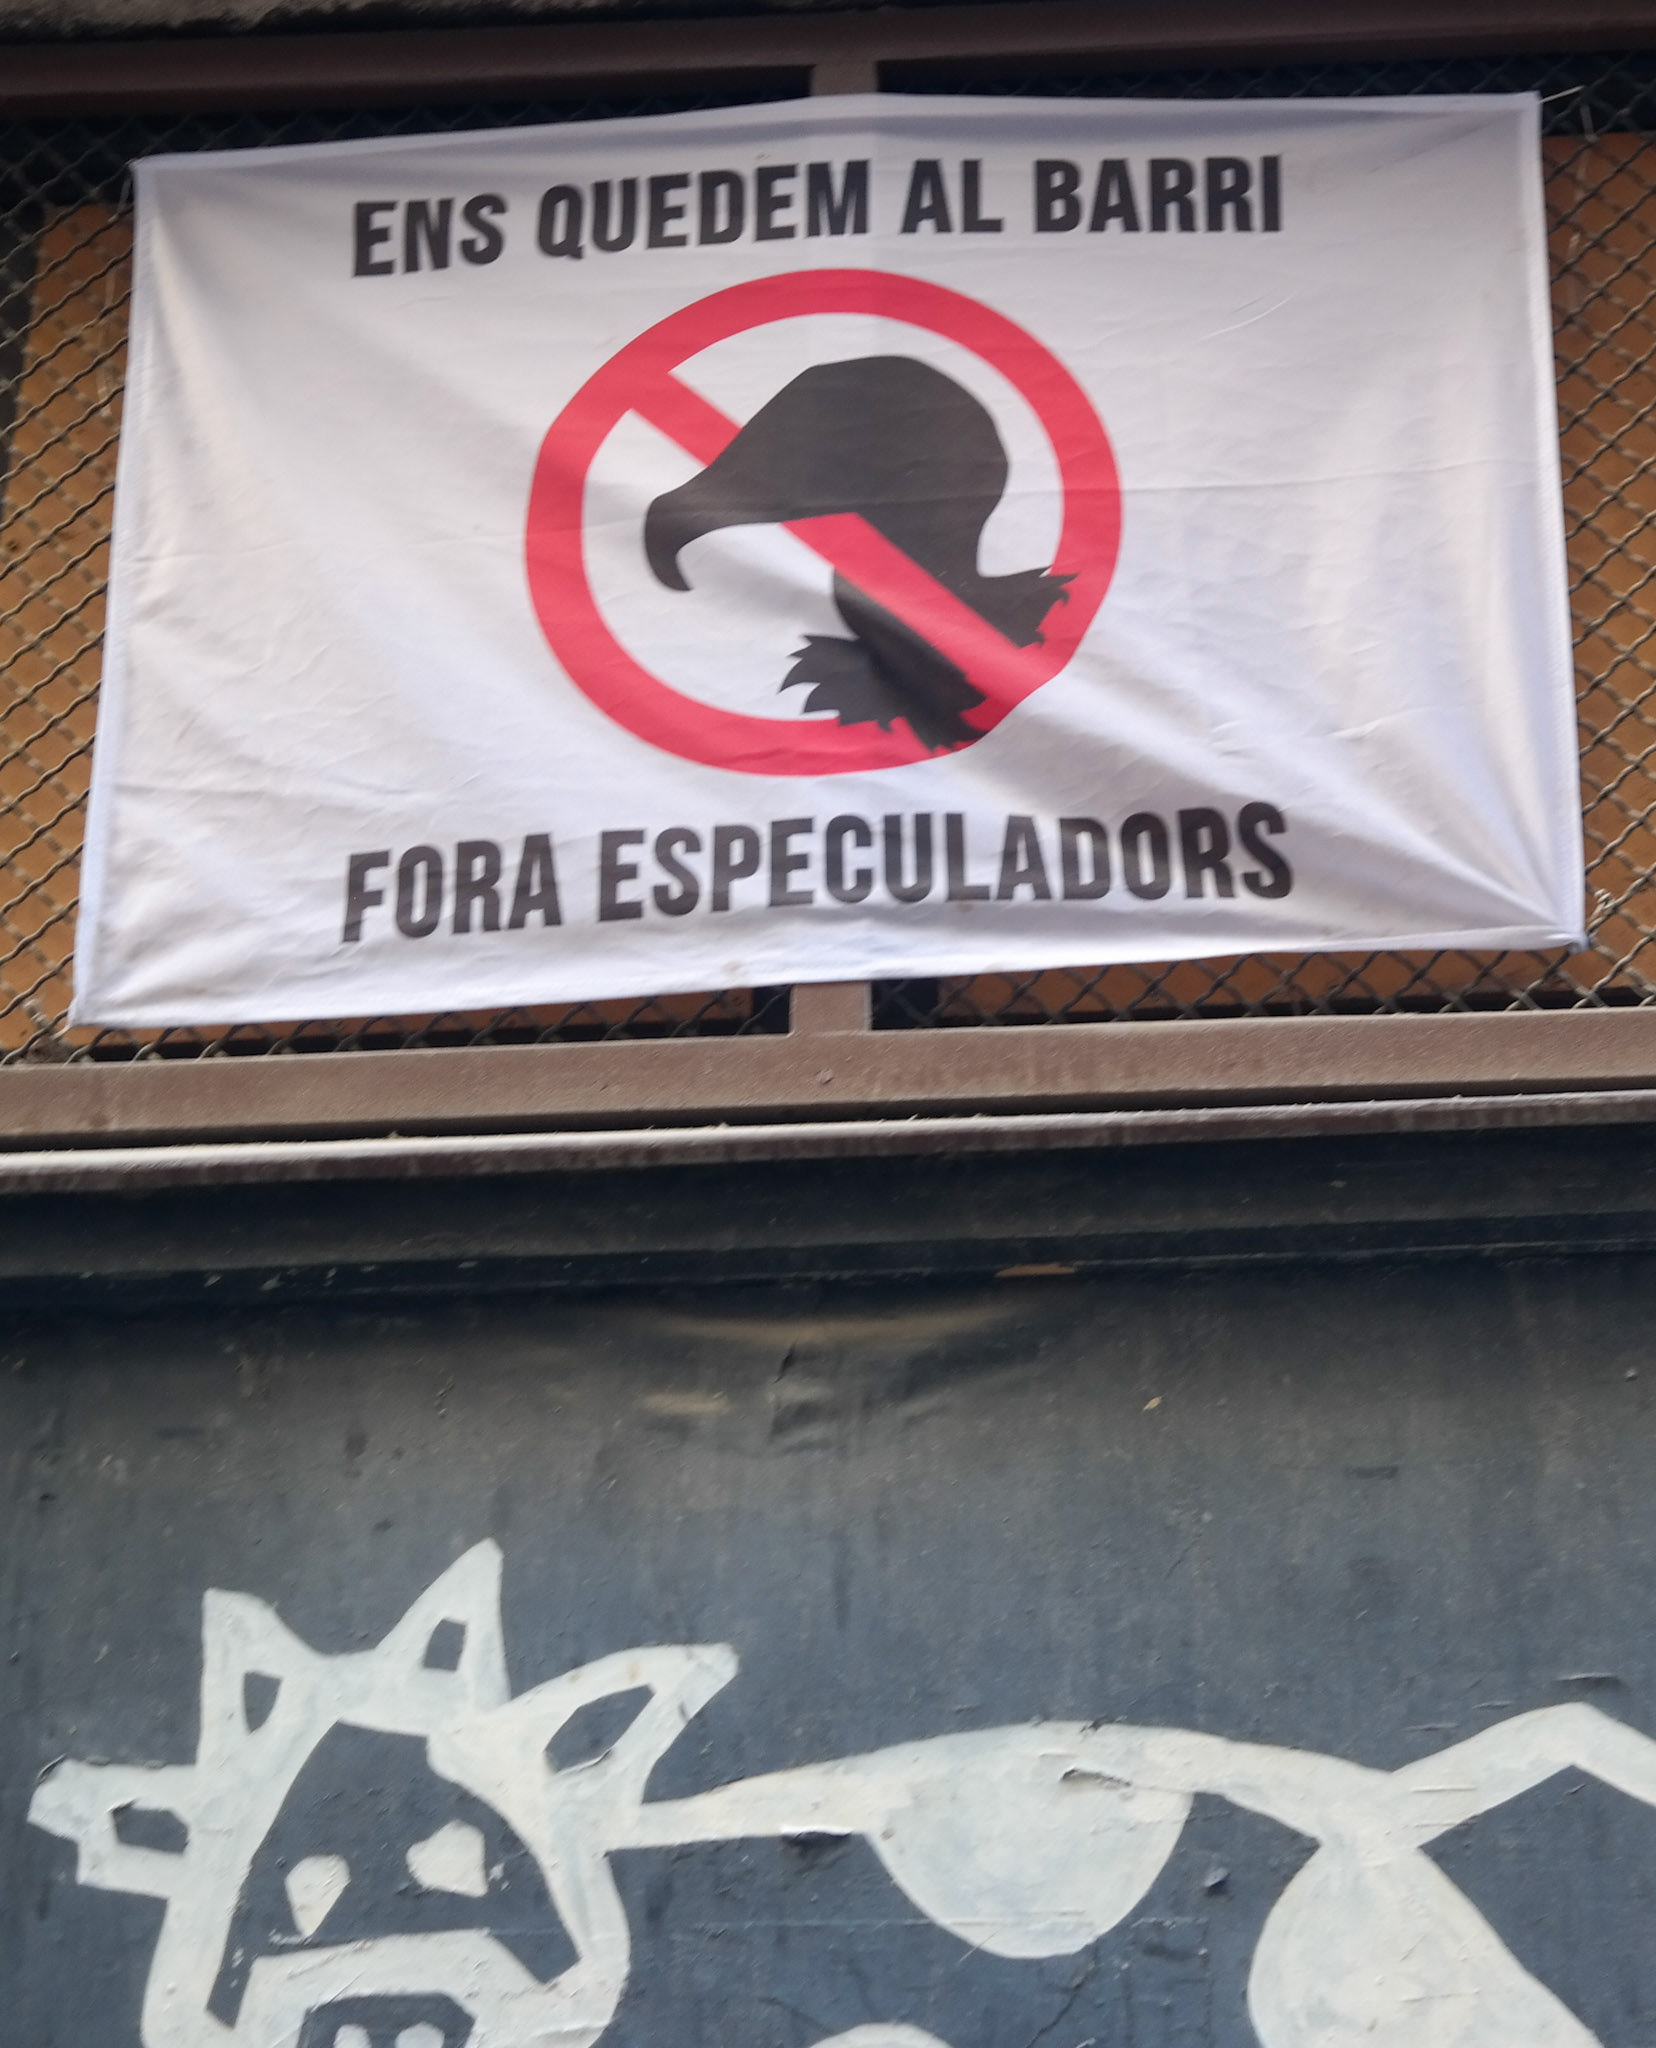 ENS QUEDEM AL BARRI
FORA ESPECULADORS